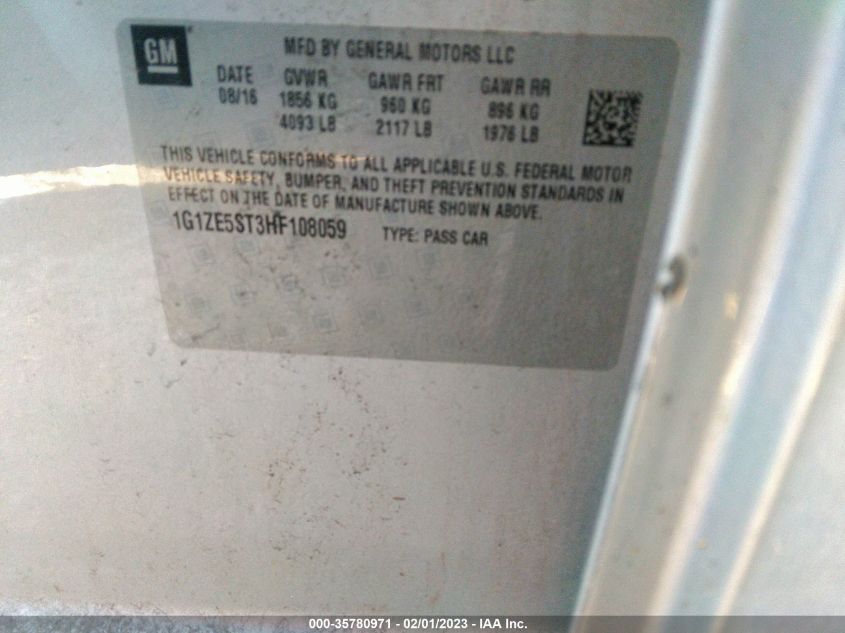 GM
MFD BY GENERAL MOTORS LLC
DATE GVWR GAWR FRT GAWR RR
08/16 1856 KG 960 KG 896 KG
4093 LB 2117 LB 1976 LB
THIS VEHICLE CONFORMS TO ALL APPLICABLE U.S. FEDERAL MOTOR
VEHICLE SAFETY, BUMPER, AND THEFT PREVENTION STANDARDS IN
EFFECT ON THE DATE OF MANUFACTURE SHOWN ABOVE.
1G1ZE5ST3HF108059 TYPE: PASS CAR
000-35780971 - 02/01/2023 - IAA Inc.